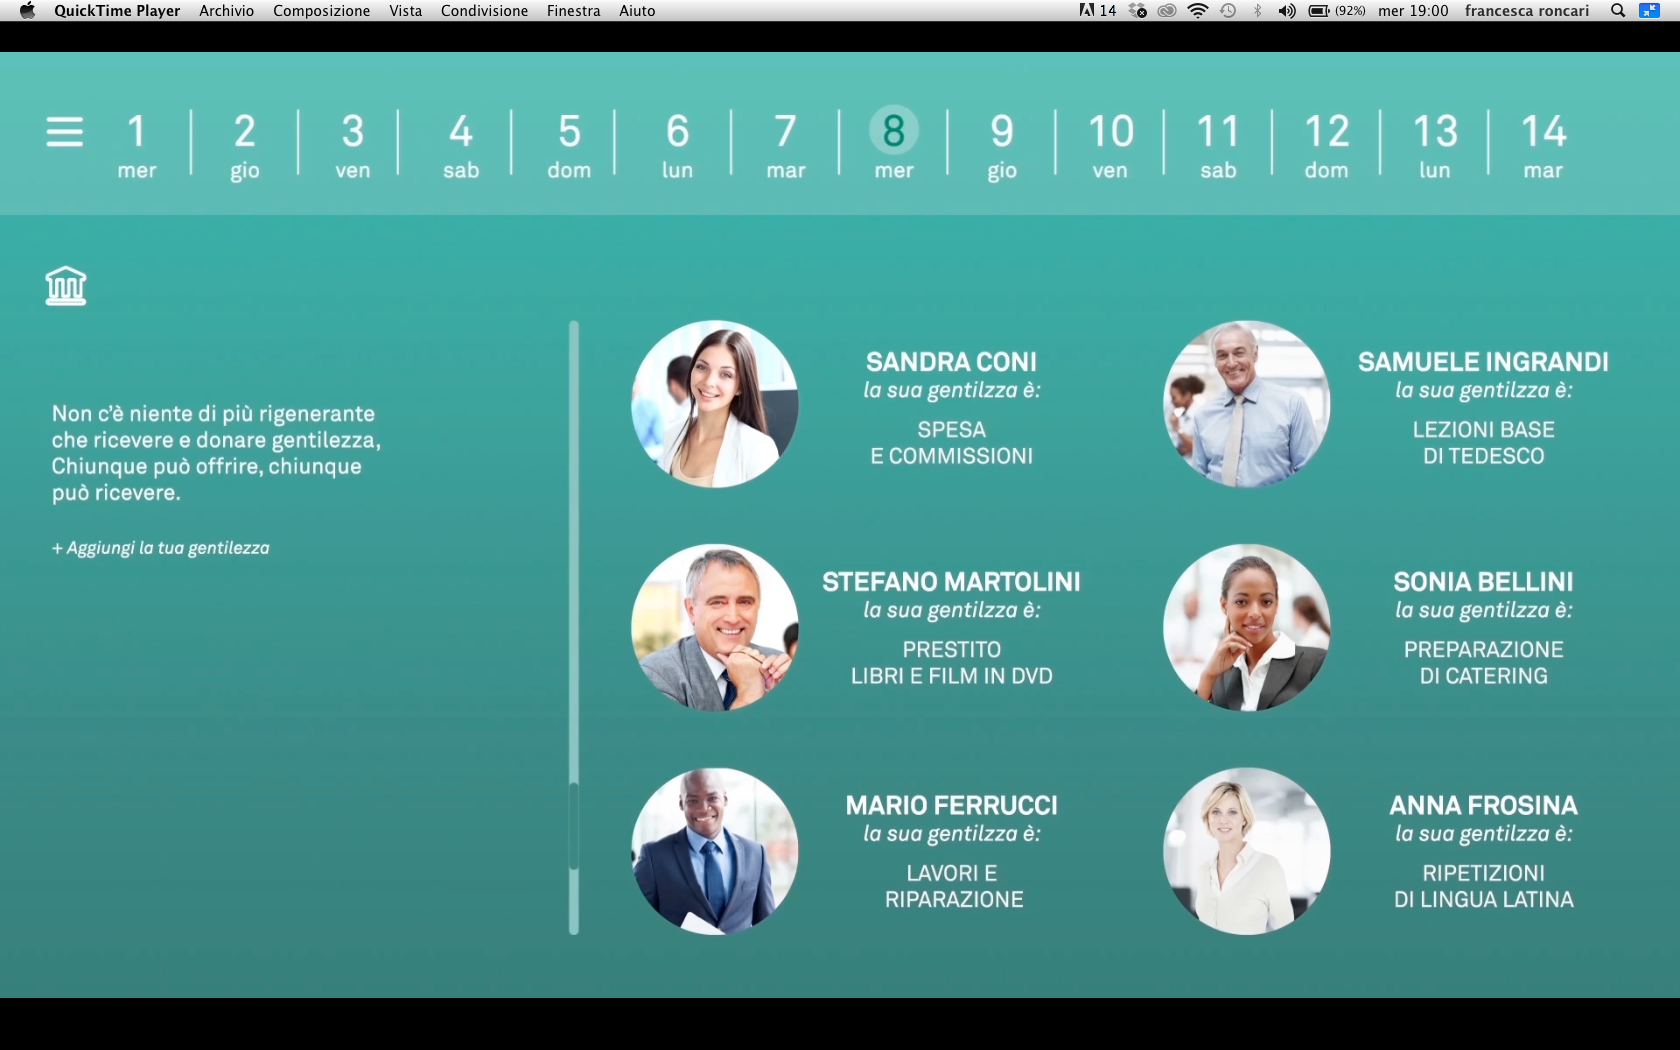 QuickTime Player Archivio Composizione Vista Condivisione Finestra Aiuto 14 (92%) mer 19:00 francesca roncari
1 2 3 4 5 6 7 8 9 10 11 12 13 14
mer gio ven sab dom lun mar mer gio ven sab dom lun mar
Non c'è niente di più rigenerante
che ricevere e donare gentilezza,
Chiunque può offrire, chiunque
può ricevere.
+ Aggiungi la tua gentilezza
SANDRA CONI
la sua gentilzza è:
SPESA
E COMMISSIONI
SAMUELE INGRANDI
la sua gentilzza è:
LEZIONI BASE
DI TEDESCO
STEFANO MARTOLINI
la sua gentilzza è:
PRESTITO
LIBRI E FILM IN DVD
SONIA BELLINI
la sua gentilzza è:
PREPARAZIONE
DI CATERING
MARIO FERRUCCI
la sua gentilzza è:
LAVORI E
RIPARAZIONE
ANNA FROSINA
la sua gentilzza è:
RIPETIZIONI
DI LINGUA LATINA